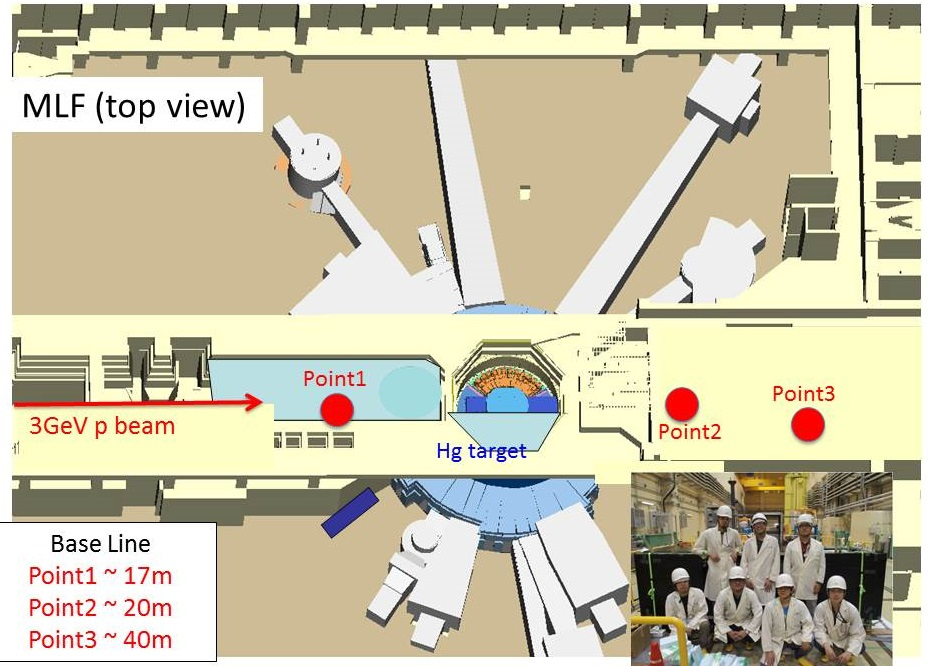 MLF (top view)
Point1
3GeV p beam
Point3
Point2
Hg target
Base Line
Point1 ~ 17m
Point2 ~ 20m
Point3 ~ 40m